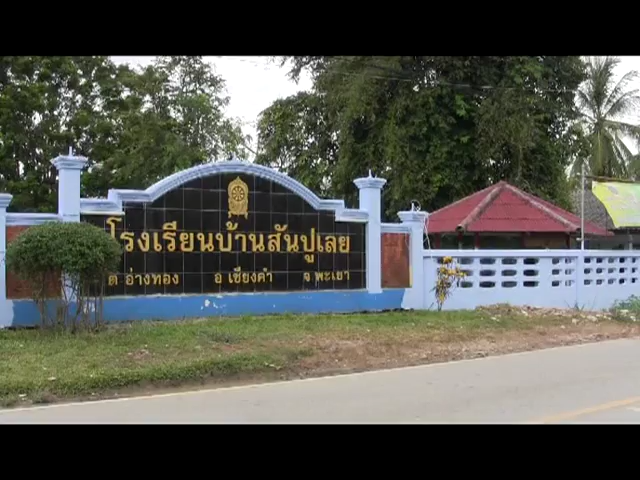 โรงเรียนบ้านสันปูเลย
ต อ่างทอง อ เชียงคำ จ พะเยา